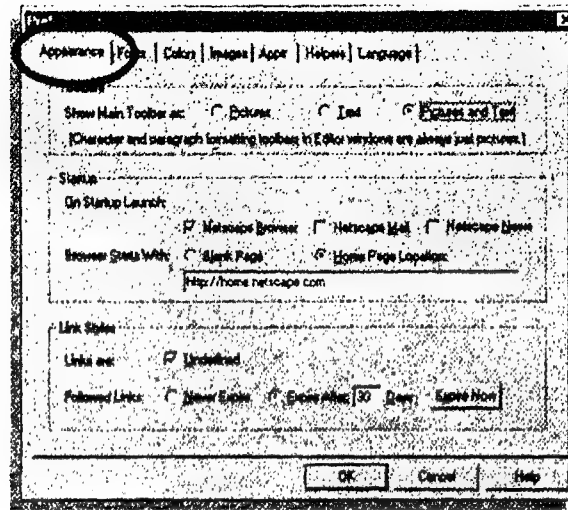 Appearance Fonts Colors Images Apps Helpers Language
Toolbars
Show Main Toolbar as: Pictures Text Pictures and Text
[Character and paragraph formatting toolbars in Editor windows are always just pictures.]
Startup
On Startup Launch:
Netscape Browser Netscape Mail Netscape News
Browser Starts With: Blank Page Home Page Location:
http://home.netscape.com
Link Styles
Links are: Underlined
Followed Links: Never Expire Expire After: 30 Days Expire Now
OK Cancel Help